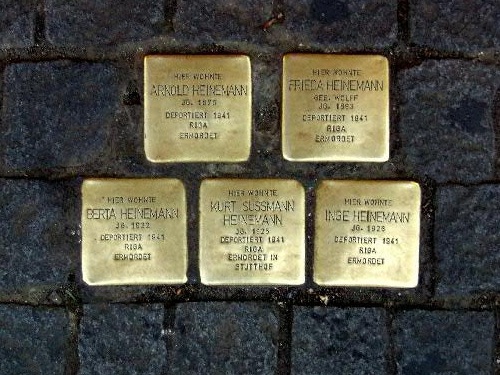 HIER WOHNTE
ARNOLD HEINEMANN
JG. 1875
DEPORTIERT 1941
RIGA
ERMORDET
HIER WOHNTE
FRIEDA HEINEMANN
GEB. WOLFF
JG. 1893
DEPORTIERT 1941
RIGA
ERMORDET
HIER WOHNTE
BERTA HEINEMANN
JG. 1922
DEPORTIERT 1941
RIGA
ERMORDET
HIER WOHNTE
KURT SUSSMANN
HEINEMANN
JG. 1925
DEPORTIERT 1941
RIGA
ERMORDET IN
STUTTHOF
HIER WOHNTE
INGE HEINEMANN
JG. 1926
DEPORTIERT 1941
RIGA
ERMORDET